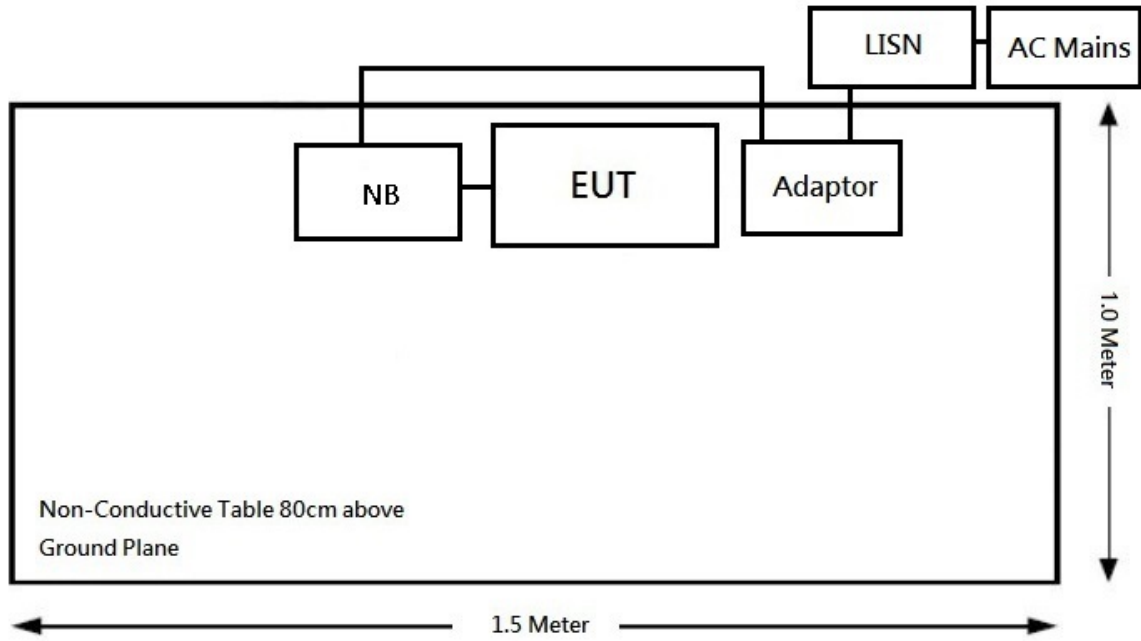 LISN
AC Mains
NB
EUT
Adaptor
1.0 Meter
Non-Conductive Table 80cm above
Ground Plane
1.5 Meter